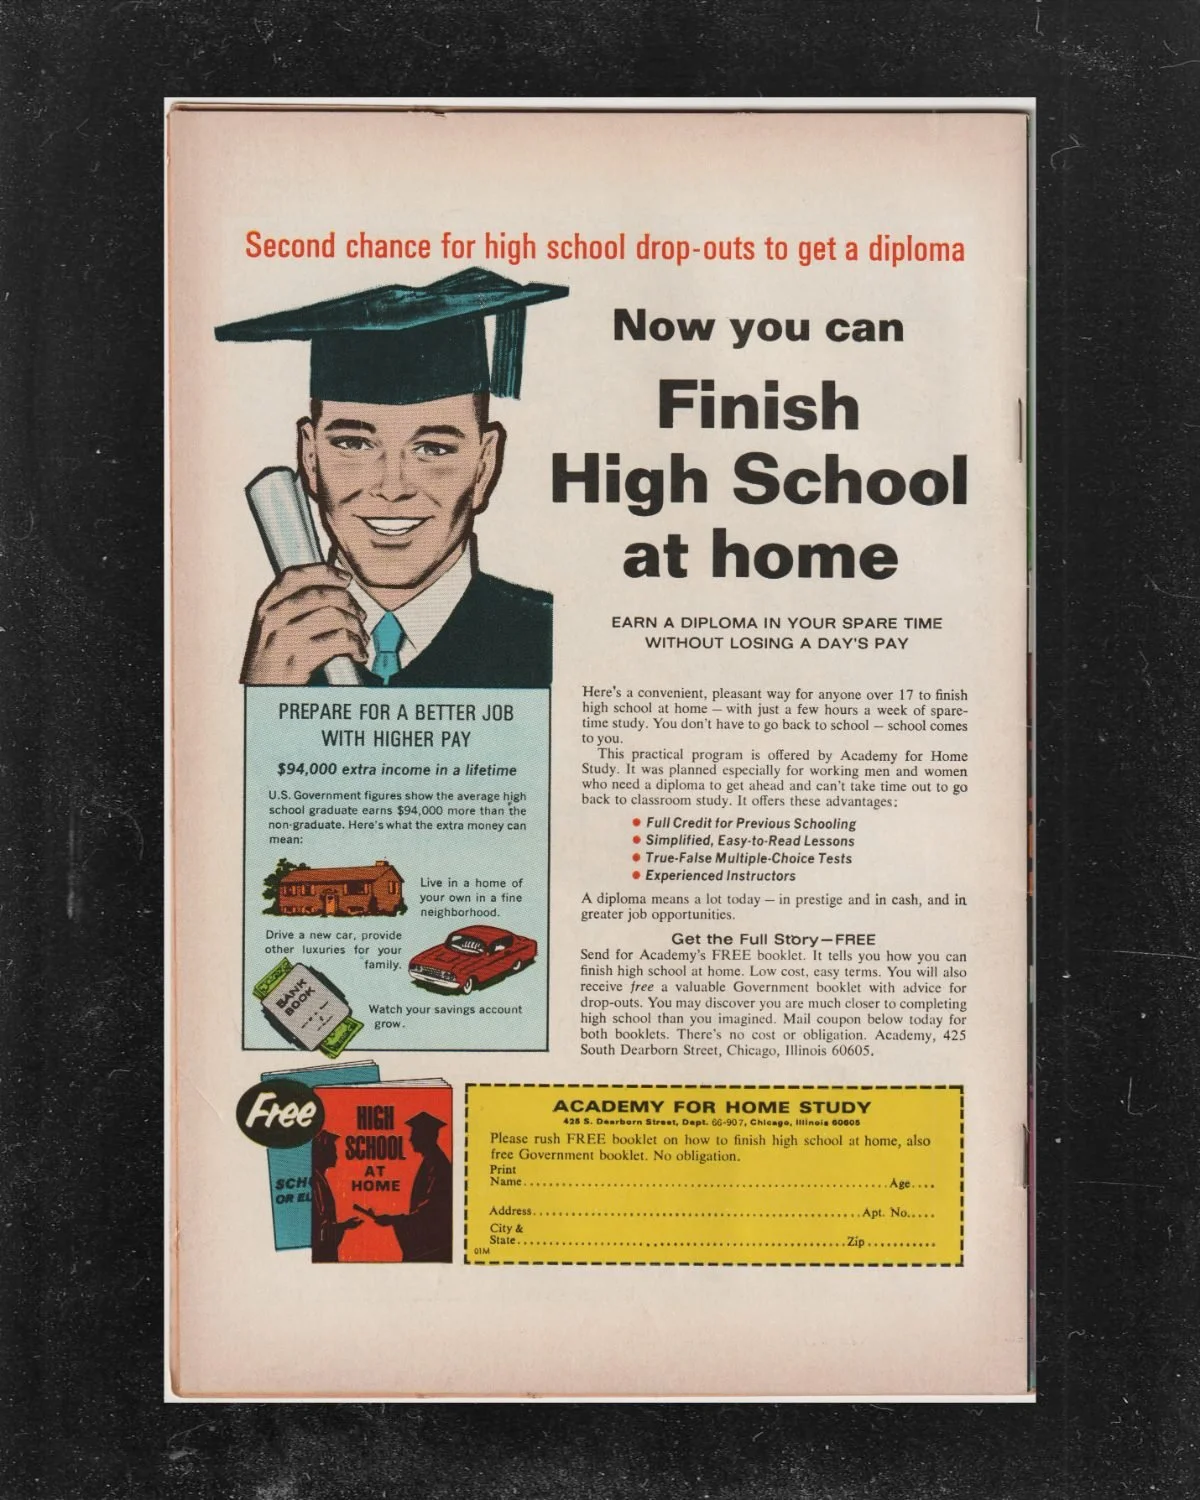 Second chance for high school drop-outs to get a diploma
Now you can
Finish
High School
at home
EARN A DIPLOMA IN YOUR SPARE TIME
WITHOUT LOSING A DAY'S PAY
Here's a convenient, pleasant way for anyone over 17 to finish
high school at home — with just a few hours a week of spare-
time study. You don't have to go back to school — school comes
to you.
This practical program is offered by Academy for Home
Study. It was planned especially for working men and women
who need a diploma to get ahead and can't take time out to go
back to classroom study. It offers these advantages:
● Full Credit for Previous Schooling
● Simplified, Easy-to-Read Lessons
● True-False Multiple-Choice Tests
● Experienced Instructors
A diploma means a lot today — in prestige and in cash, and in
greater job opportunities.
Get the Full Story—FREE
Send for Academy's FREE booklet. It tells you how you can
finish high school at home. Low cost, easy terms. You will also
receive free a valuable Government booklet with advice for
drop-outs. You may discover you are much closer to completing
high school than you imagined. Mail coupon below today for
both booklets. There's no cost or obligation. Academy, 425
South Dearborn Street, Chicago, Illinois 60605.
PREPARE FOR A BETTER JOB
WITH HIGHER PAY
$94,000 extra income in a lifetime
U.S. Government figures show the average high
school graduate earns $94,000 more than the
non-graduate. Here's what the extra money can
mean:
Live in a home of
your own in a fine
neighborhood.
Drive a new car, provide
other luxuries for your
family.
BANK
BOOK
Watch your savings account
grow.
Free
SCH
OR EL
HIGH
SCHOOL
AT
HOME
ACADEMY FOR HOME STUDY
425 S. Dearborn Street, Dept. 66-907, Chicago, Illinois 60605
Please rush FREE booklet on how to finish high school at home, also
free Government booklet. No obligation.
Print
Name.......Age....
Address.......Apt. No.....
City &
State.......Zip..........
01M